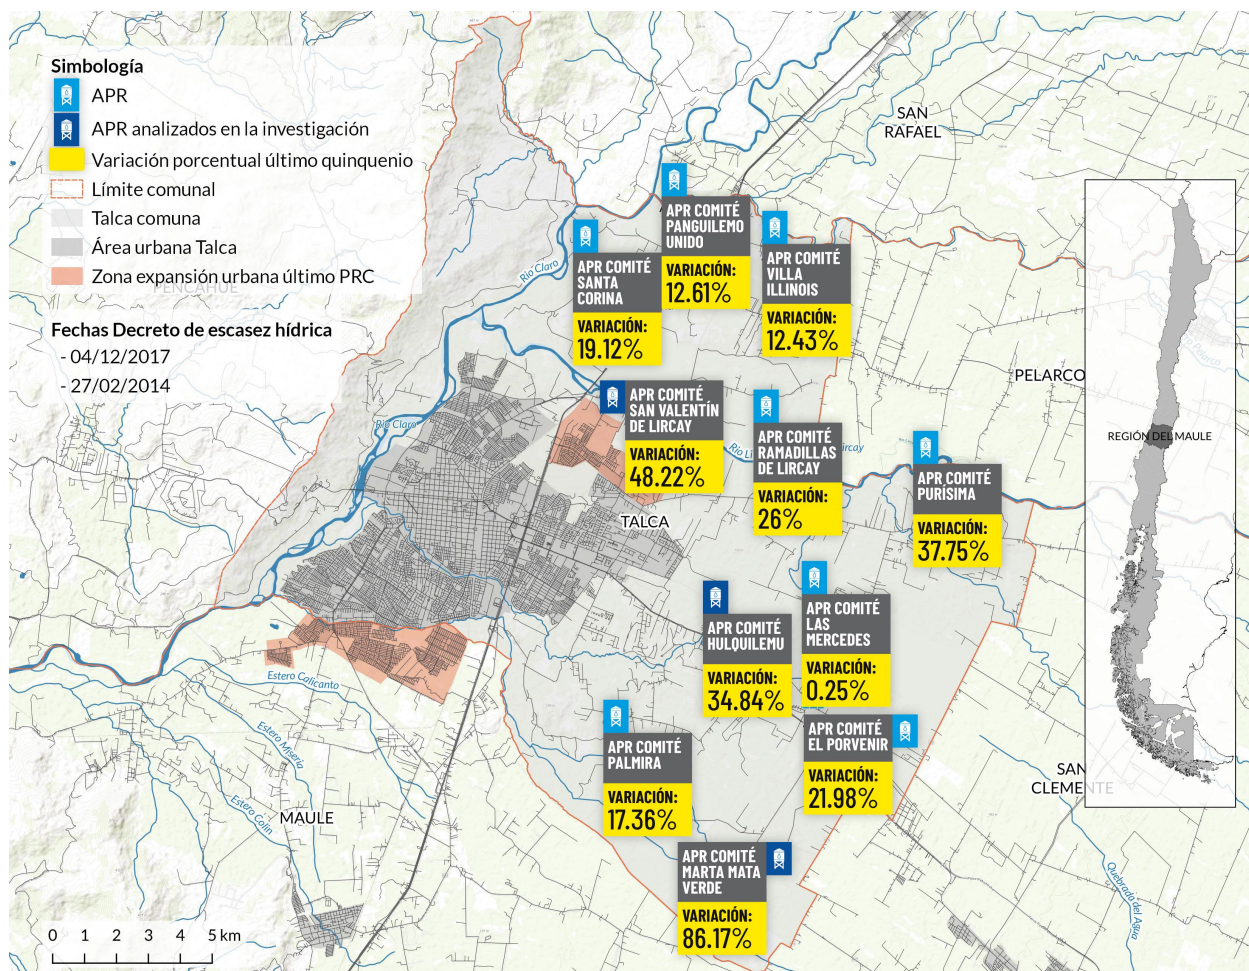 Simbología
APR
APR analizados en la investigación
Variación porcentual último quinquenio
Límite comunal
Talca comuna
Área urbana Talca
Zona expansión urbana último PRC
PENCAHUE
Fechas Decreto de escasez hídrica
- 04/12/2017
- 27/02/2014
SAN
RAFAEL
APR COMITÉ
PANGUILEMO
UNIDO
VARIACIÓN:
12.61%
APR COMITÉ
SANTA
CORINA
VARIACIÓN:
19.12%
APR COMITÉ
VILLA
ILLINOIS
VARIACIÓN:
12.43%
Río Claro
PELARCO
APR COMITÉ
SAN VALENTÍN
DE LIRCAY
VARIACIÓN:
48.22%
APR COMITÉ
RAMADILLAS
DE LIRCAY
VARIACIÓN:
26%
Río Claro
Río Li
ircay
REGIÓN DEL MAULE
APR COMITÉ
PURÍSIMA
VARIACIÓN:
37.75%
TALCA
APR COMITÉ
HULQUILEMU
VARIACIÓN:
34.84%
APR COMITÉ
LAS
MERCEDES
VARIACIÓN:
0.25%
Estero Calicanto
Estero Miseria
Estero Colín
MAULE
APR COMITÉ
PALMIRA
VARIACIÓN:
17.36%
APR COMITÉ
EL PORVENIR
VARIACIÓN:
21.98%
SAN
CLEMENTE
APR COMITÉ
MARTA MATA
VERDE
VARIACIÓN:
86.17%
Quebrada del Agua
0 1 2 3 4 5 km